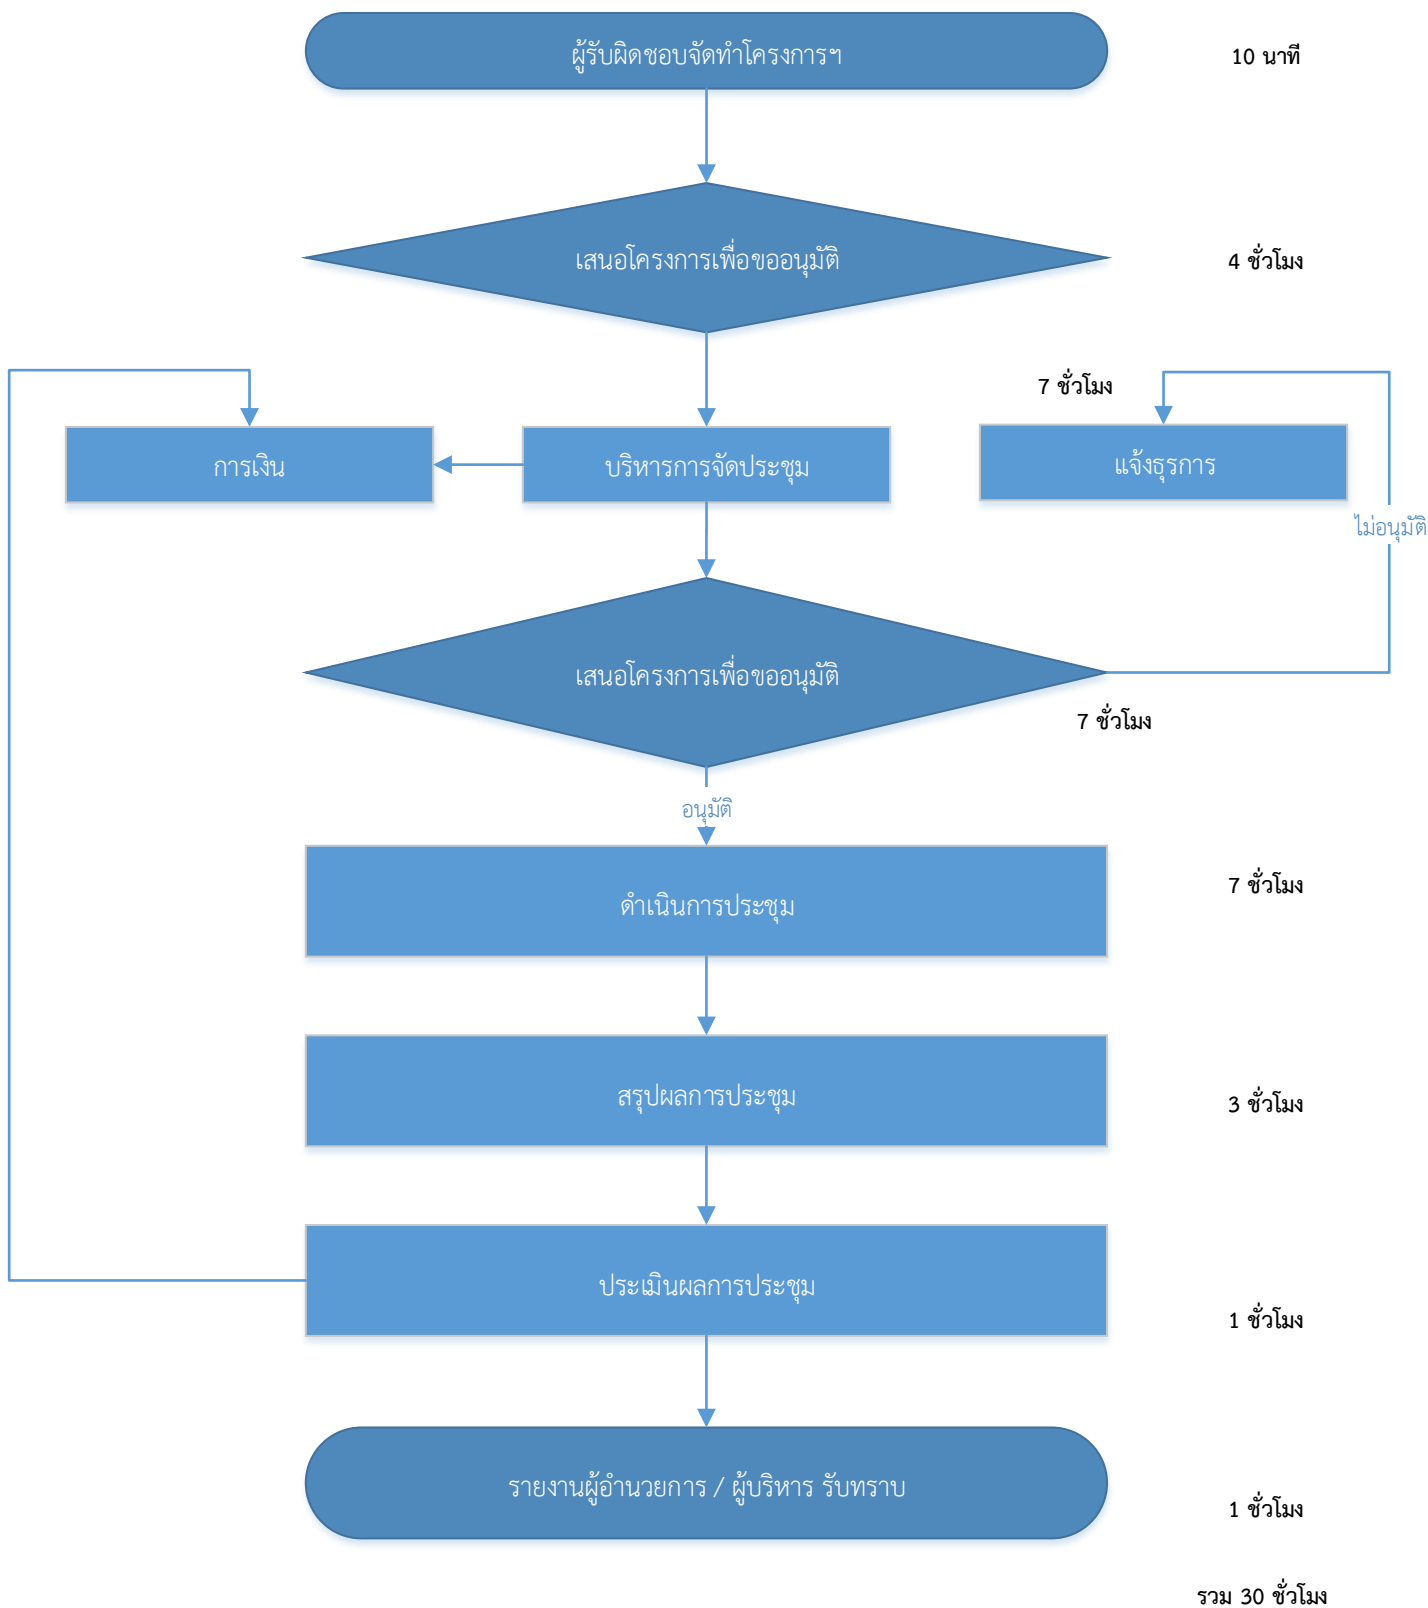 ผู้รับผิดชอบจัดทำโครงการฯ
10 นาที
เสนอโครงการเพื่อขออนุมัติ
4 ชั่วโมง
7 ชั่วโมง
การเงิน
บริหารการจัดประชุม
แจ้งธุรการ
ไม่อนุมัติ
เสนอโครงการเพื่อขออนุมัติ
7 ชั่วโมง
อนุมัติ
ดำเนินการประชุม
7 ชั่วโมง
สรุปผลการประชุม
3 ชั่วโมง
ประเมินผลการประชุม
1 ชั่วโมง
รายงานผู้อำนวยการ / ผู้บริหาร รับทราบ
1 ชั่วโมง
รวม 30 ชั่วโมง